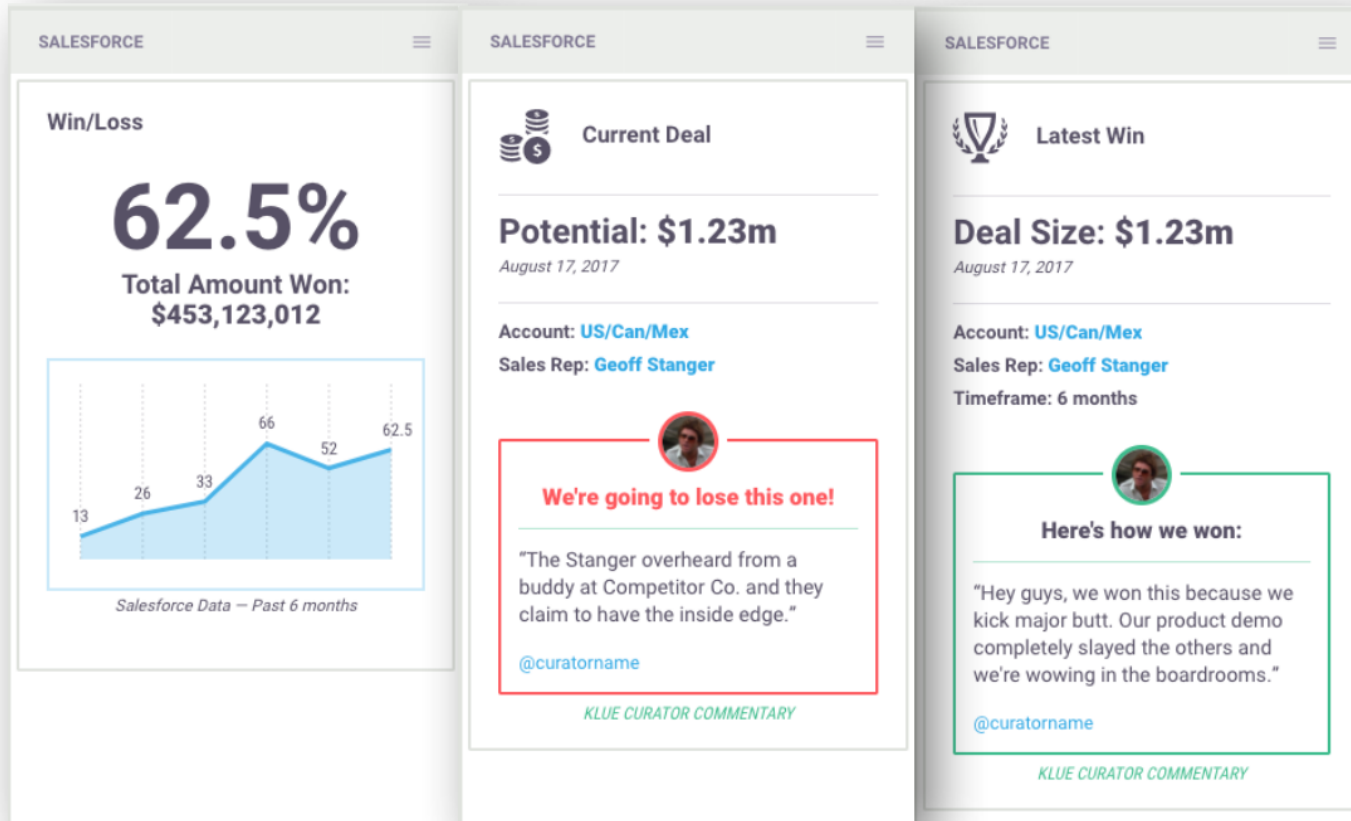 SALESFORCE
Win/Loss
62.5%
Total Amount Won:
$453,123,012
13
26
33
66
52
62.5
Salesforce Data — Past 6 months
SALESFORCE
Current Deal
Potential: $1.23m
August 17, 2017
Account: US/Can/Mex
Sales Rep: Geoff Stanger
We're going to lose this one!
“The Stanger overheard from a
buddy at Competitor Co. and they
claim to have the inside edge.”
@curatorname
KLUE CURATOR COMMENTARY
SALESFORCE
Latest Win
Deal Size: $1.23m
August 17, 2017
Account: US/Can/Mex
Sales Rep: Geoff Stanger
Timeframe: 6 months
Here's how we won:
“Hey guys, we won this because we
kick major butt. Our product demo
completely slayed the others and
we're wowing in the boardrooms.”
@curatorname
KLUE CURATOR COMMENTARY